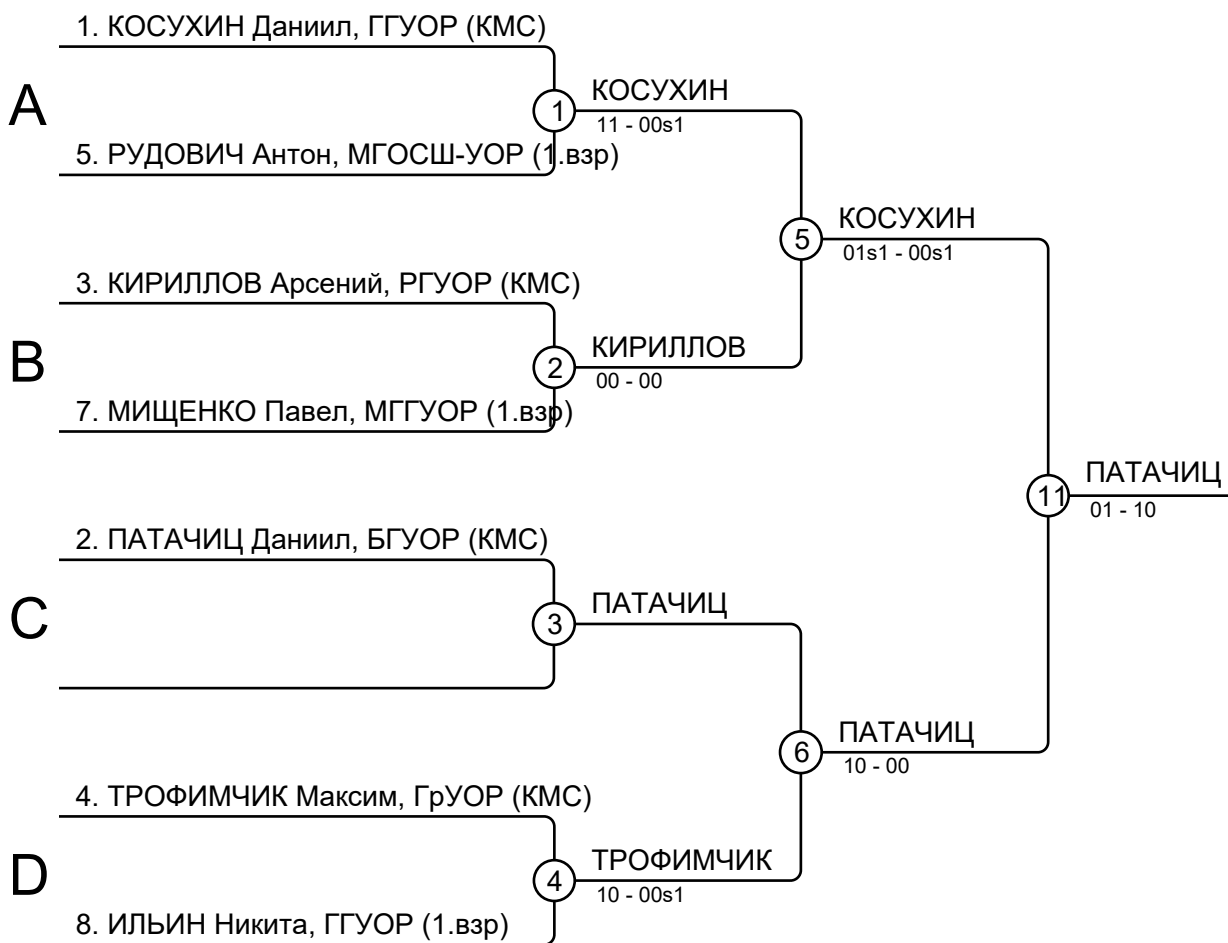 1. КОСУХИН Даниил, ГГУОР (КМС)
A
1
КОСУХИН
11 - 00s1
5. РУДОВИЧ Антон, МГОСШ-УОР (1.взр)
5
КОСУХИН
01s1 - 00s1
3. КИРИЛЛОВ Арсений, РГУОР (КМС)
B
2
КИРИЛЛОВ
00 - 00
7. МИЩЕНКО Павел, МГГУОР (1.взр)
11
ПАТАЧИЦ
01 - 10
2. ПАТАЧИЦ Даниил, БГУОР (КМС)
C
3
ПАТАЧИЦ
6
ПАТАЧИЦ
10 - 00
4. ТРОФИМЧИК Максим, ГрУОР (КМС)
D
4
ТРОФИМЧИК
10 - 00s1
8. ИЛЬИН Никита, ГГУОР (1.взр)